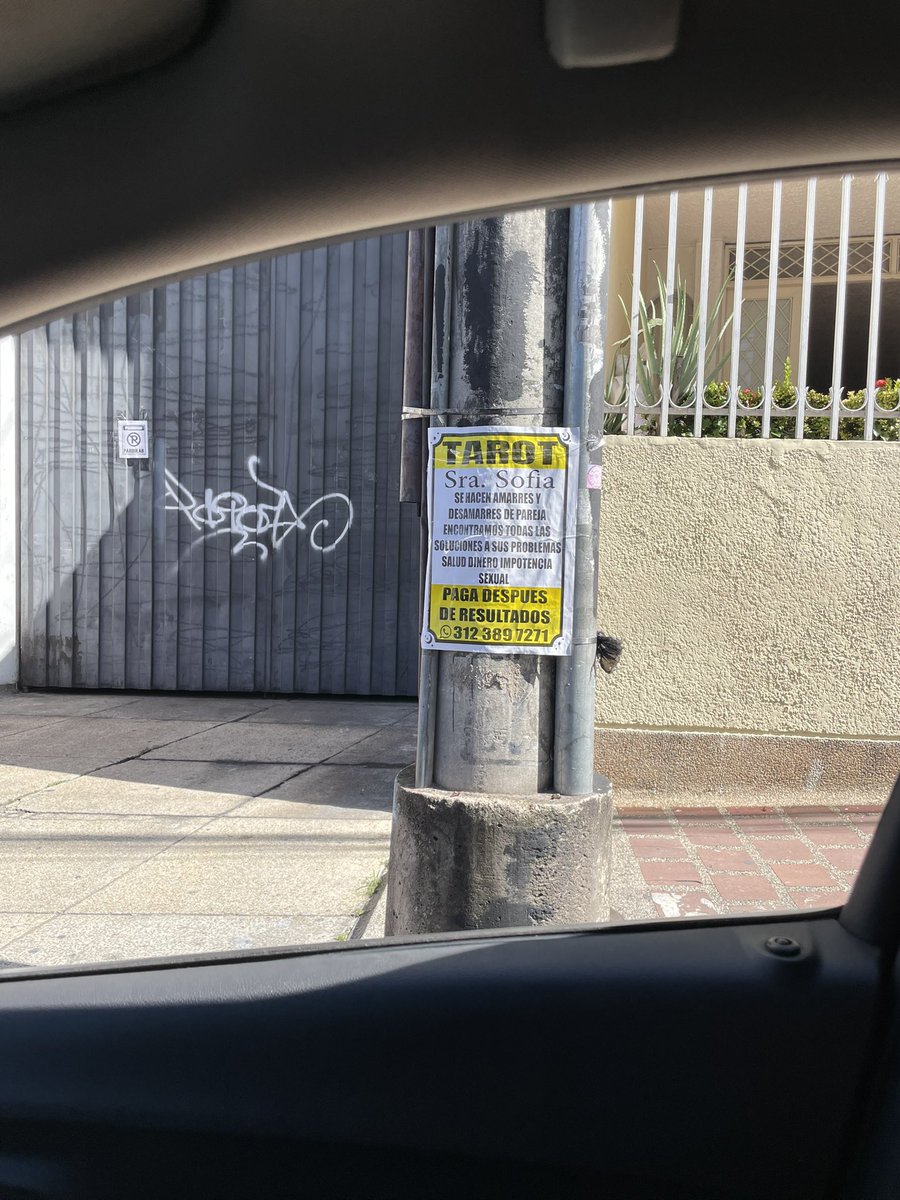 TAROT
Sra. Sofia
SE HACEN AMARRES Y
DESAMARRES DE PAREJA
ENCONTRAMOS TODAS LAS
SOLUCIONES A SUS PROBLEMAS
SALUD DINERO IMPOTENCIA
SEXUAL
PAGA DESPUES
DE RESULTADOS
312 389 7271